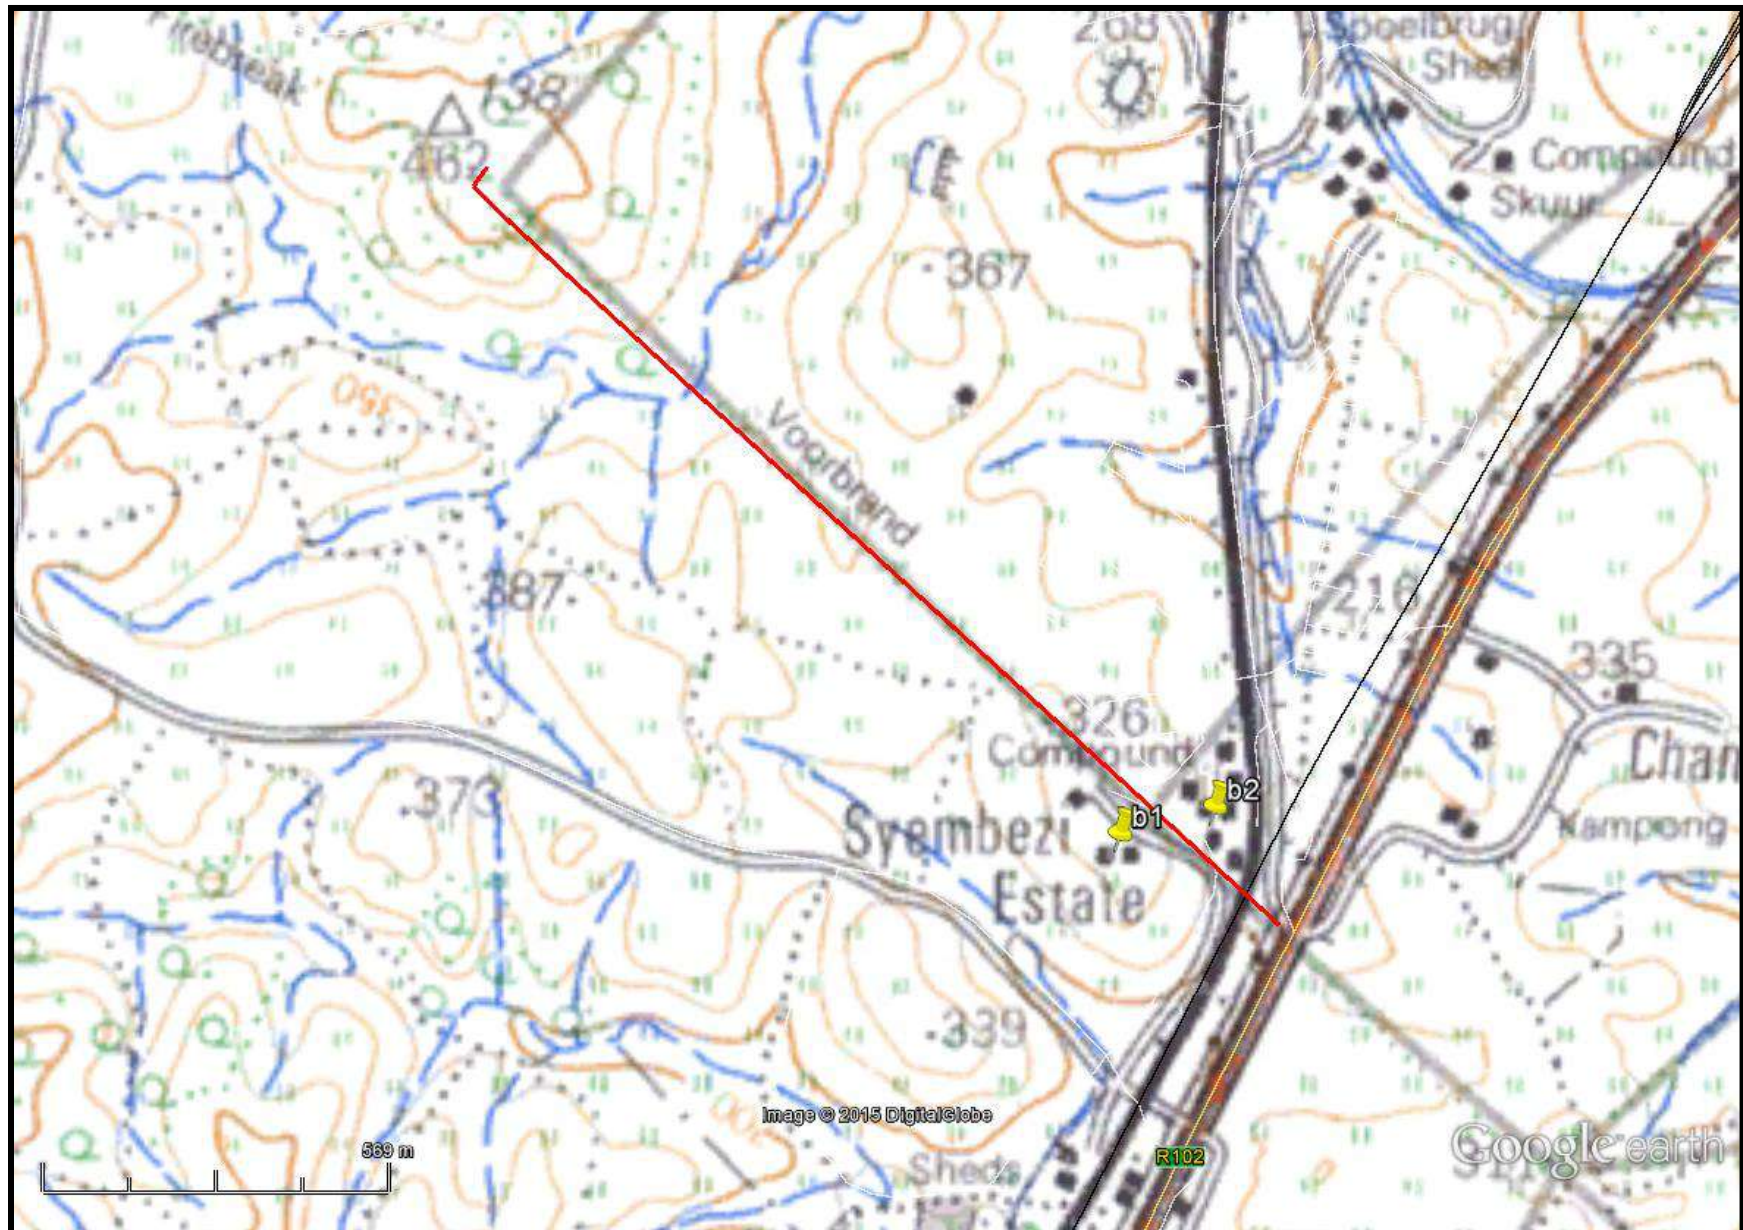 Firebreak
138
462
268
Spoelbrug
Shed
Compound
Skuur
367
350
Voorbrand
387
216
335
326
Compound
b2
b1
373
Syembezi
Estate
Kampong
339
Image © 2015 DigitalGlobe
569 m
R102
Google earth
Sheds